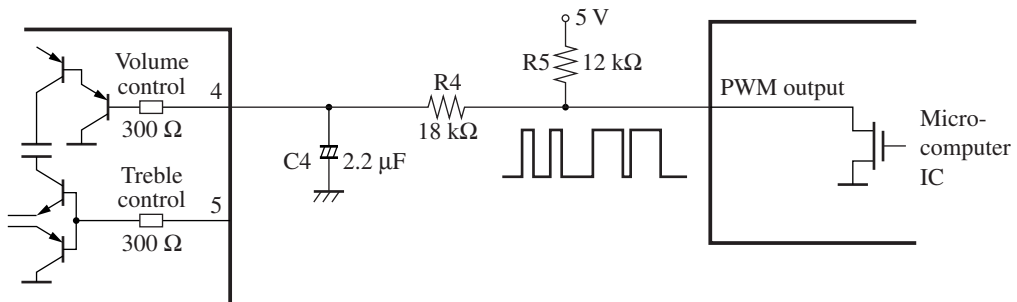 5 V
R5
12 kΩ
Volume
control
4
300 Ω
R4
18 kΩ
PWM output
C4
2.2 μF
Micro-
computer
IC
Treble
control
5
300 Ω